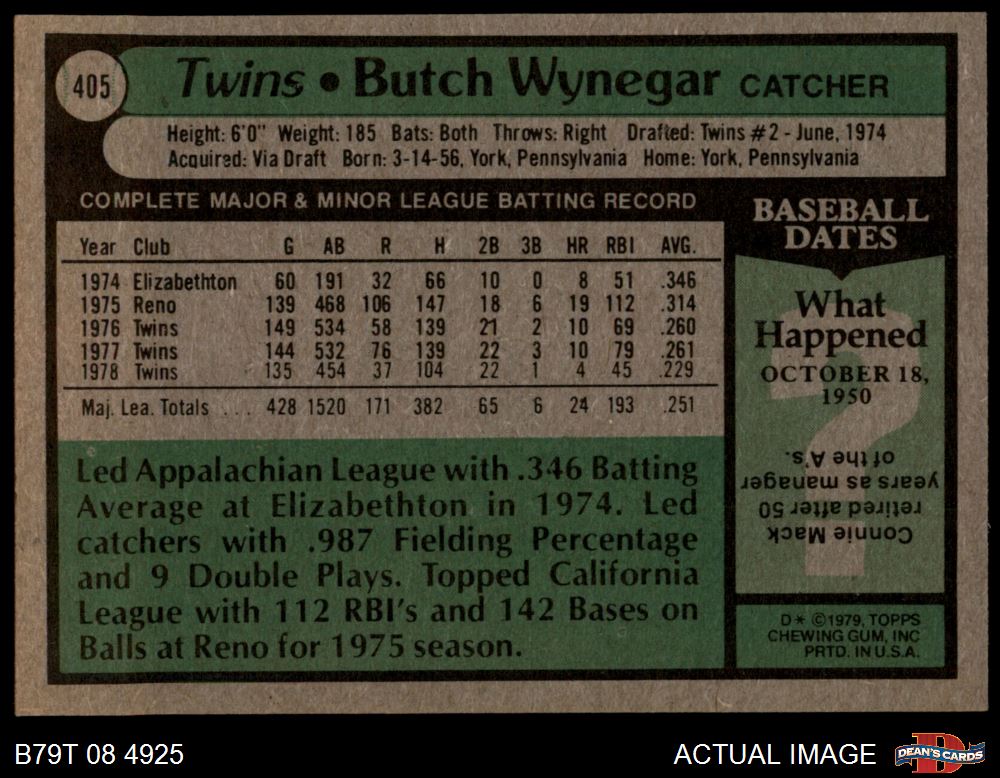 405
Twins • Butch Wynegar CATCHER
Height: 6'0" Weight: 185 Bats: Both Throws: Right Drafted: Twins #2 - June, 1974
Acquired: Via Draft Born: 3-14-56, York, Pennsylvania Home: York, Pennsylvania
COMPLETE MAJOR & MINOR LEAGUE BATTING RECORD
Year Club G AB R H 2B 3B HR RBI AVG.
1974 Elizabethton 60 191 32 66 10 0 8 51 .346
1975 Reno 139 468 106 147 18 6 19 112 .314
1976 Twins 149 534 58 139 21 2 10 69 .260
1977 Twins 144 532 76 139 22 3 10 79 .261
1978 Twins 135 454 37 104 22 1 4 45 .229
Maj. Lea. Totals . . . 428 1520 171 382 65 6 24 193 .251
Led Appalachian League with .346 Batting
Average at Elizabethton in 1974. Led
catchers with .987 Fielding Percentage
and 9 Double Plays. Topped California
League with 112 RBI's and 142 Bases on
Balls at Reno for 1975 season.
BASEBALL
DATES
What
Happened
OCTOBER 18,
1950
Connie Mack
retired after 50
years as manager
of the A's.
D* ©1979, TOPPS
CHEWING GUM, INC
PRTD. IN U.S.A.
B79T 08 4925
ACTUAL IMAGE
DEAN'S CARDS